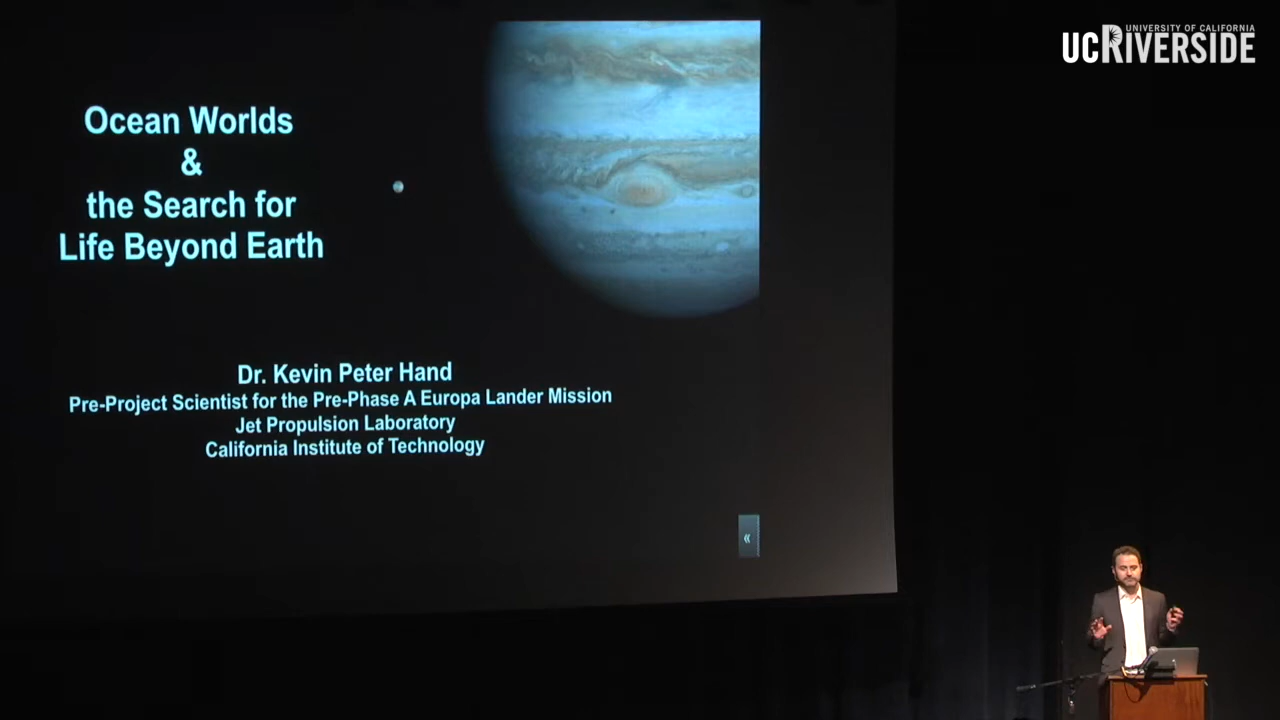 UNIVERSITY OF CALIFORNIA
UCRIVERSIDE
Ocean Worlds
&
the Search for
Life Beyond Earth
Dr. Kevin Peter Hand
Pre-Project Scientist for the Pre-Phase A Europa Lander Mission
Jet Propulsion Laboratory
California Institute of Technology
«